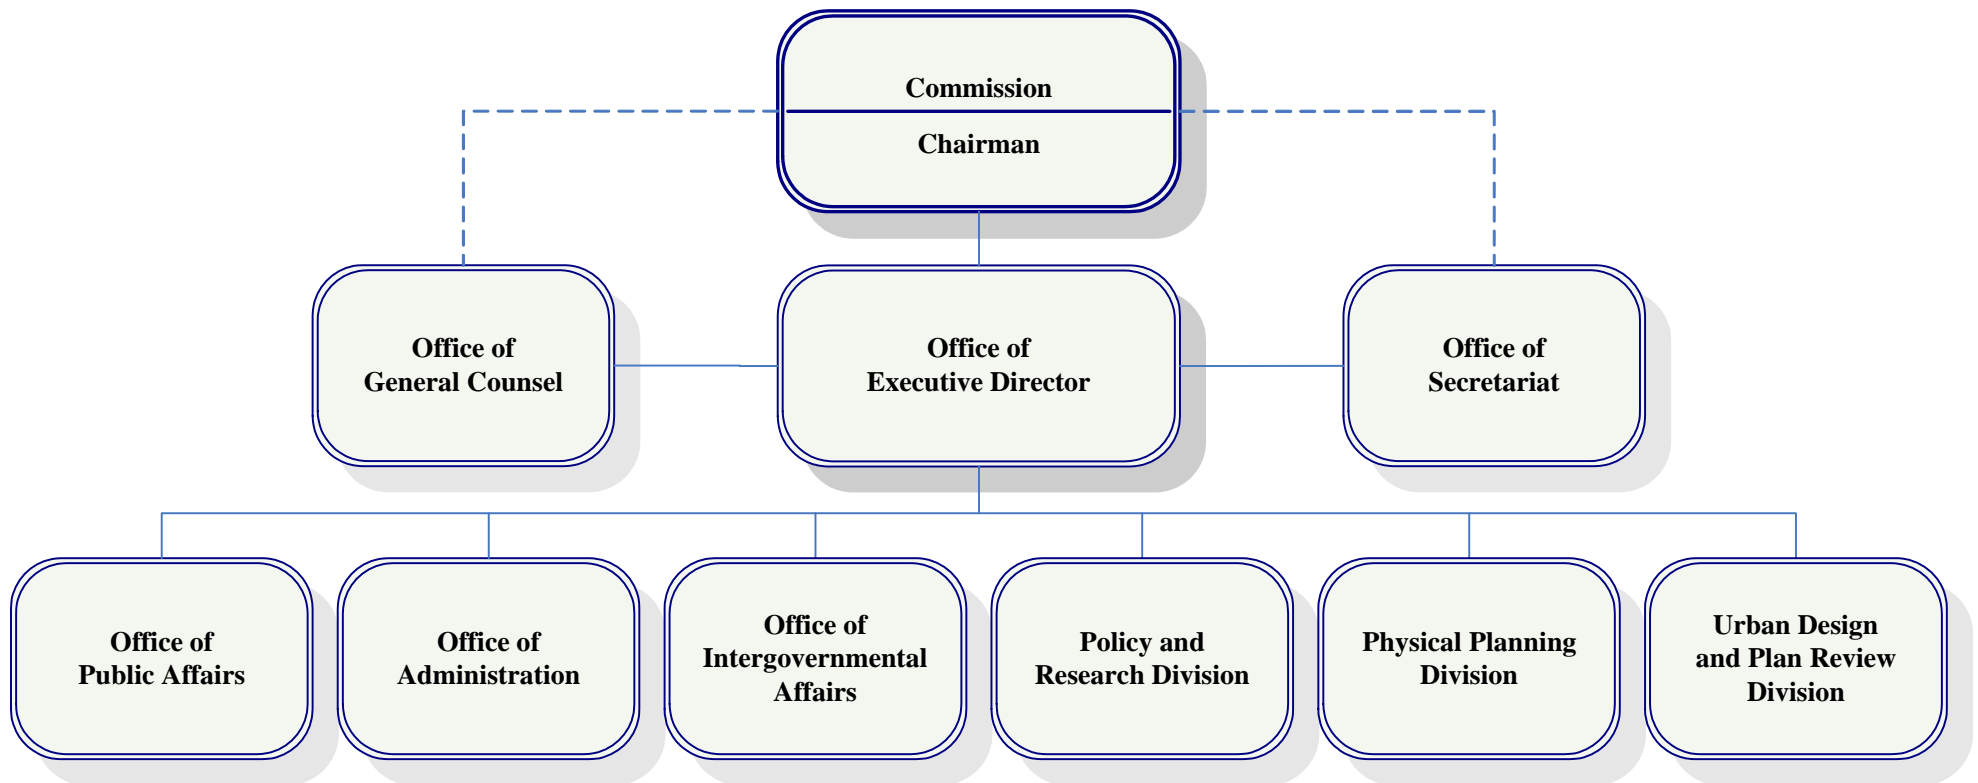 Commission
Chairman
Office of
General Counsel
Office of
Executive Director
Office of
Secretariat
Office of
Public Affairs
Office of
Administration
Office of
Intergovernmental
Affairs
Policy and
Research Division
Physical Planning
Division
Urban Design
and Plan Review
Division